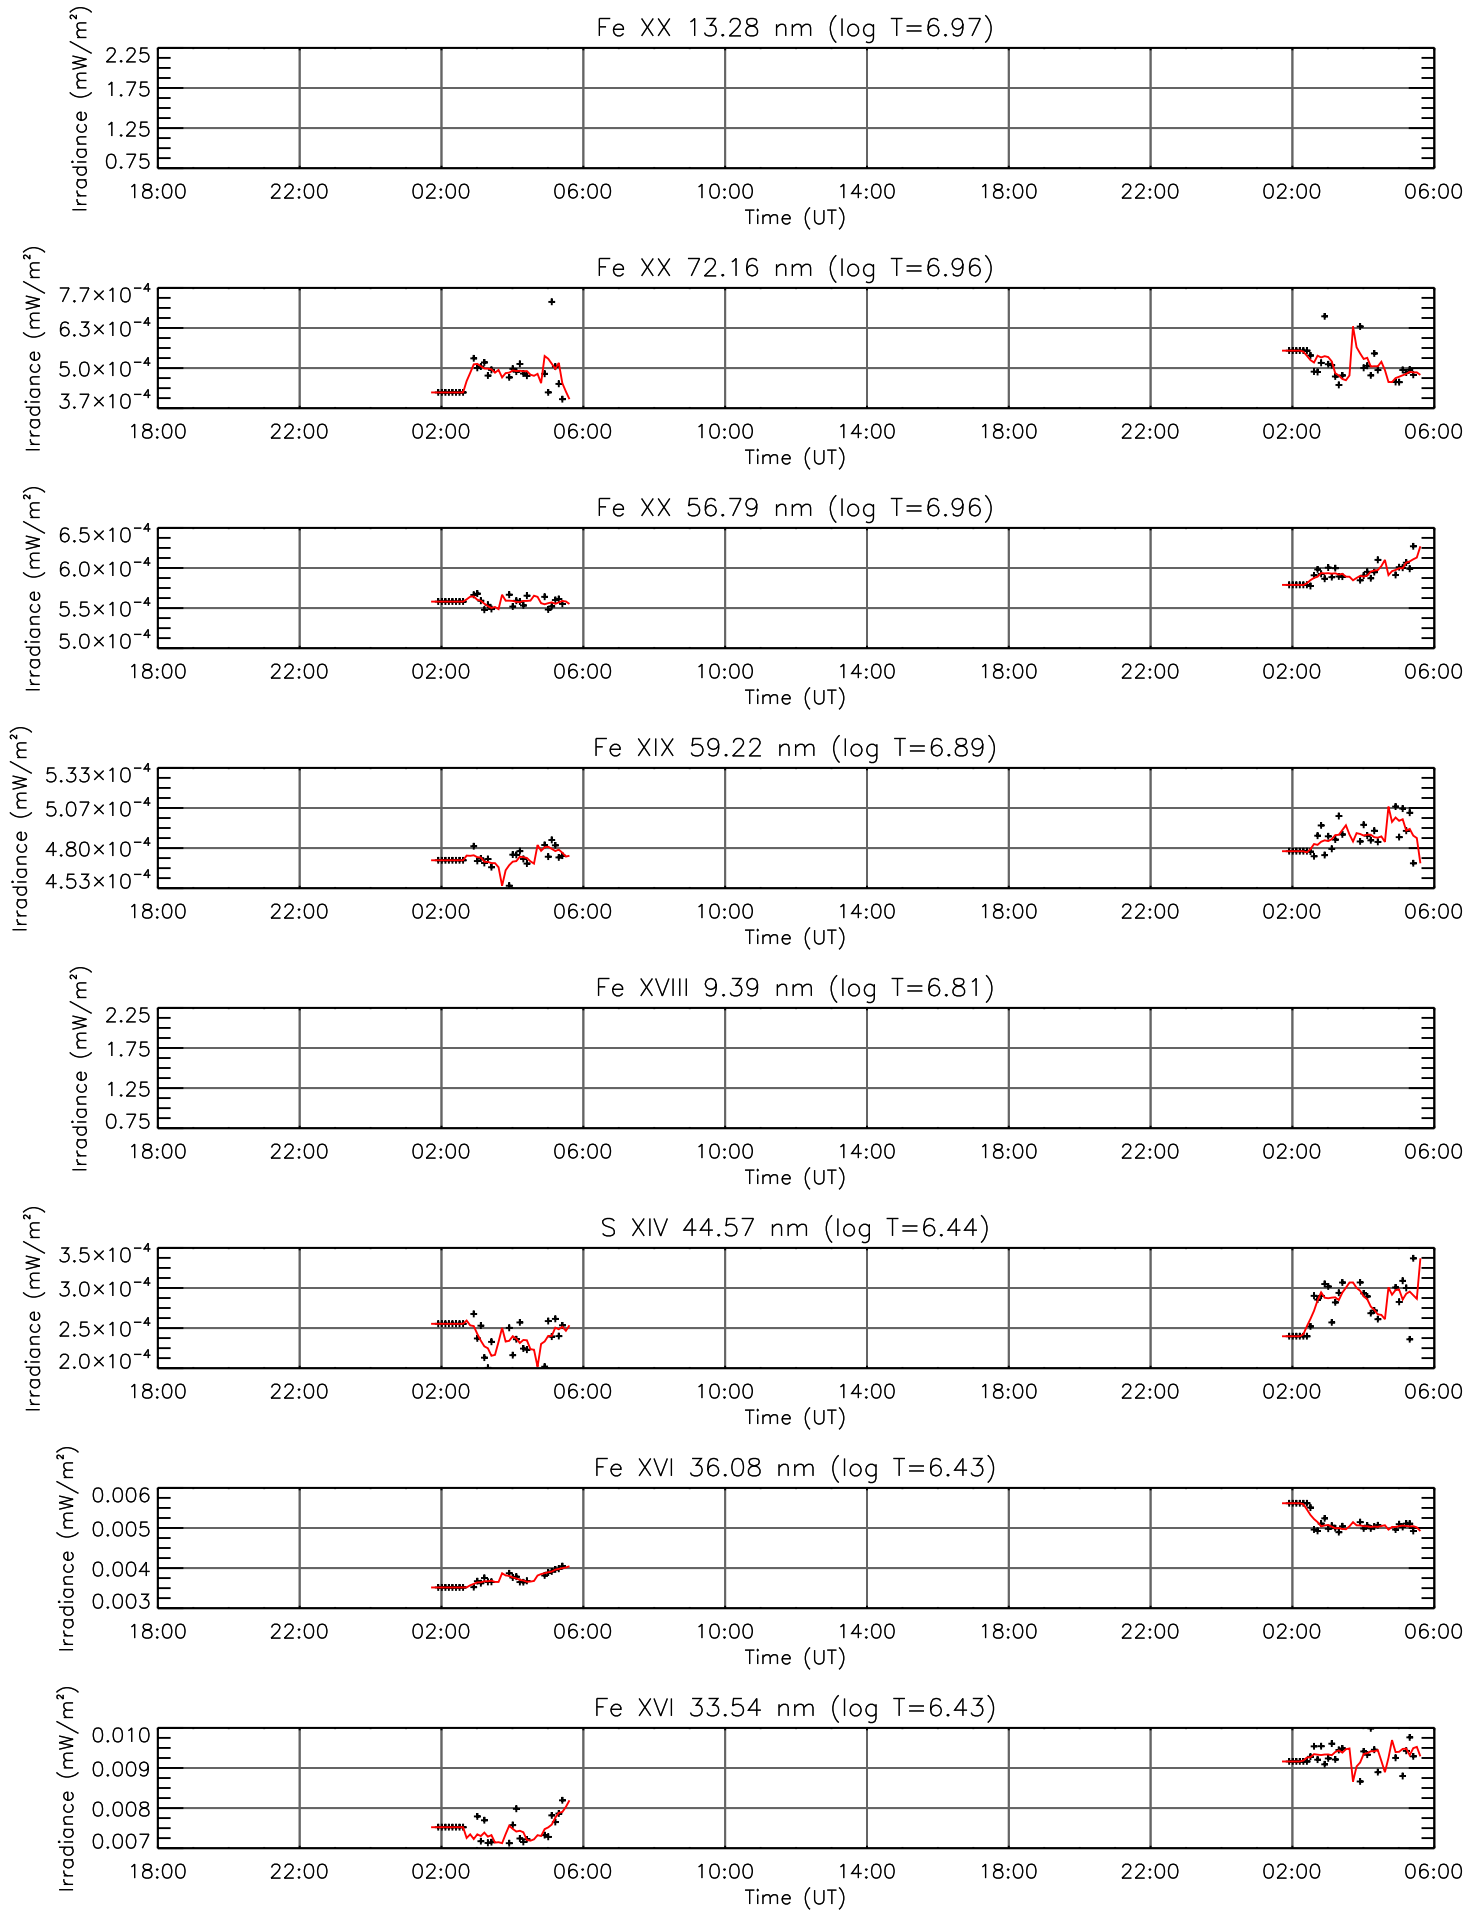 Fe XX 13.28 nm (log T=6.97)
Irradiance (mW/m²)
2.25
1.75
1.25
0.75
18:00 22:00 02:00 06:00 10:00 14:00 18:00 22:00 02:00 06:00
Time (UT)
Fe XX 72.16 nm (log T=6.96)
Irradiance (mW/m²)
7.7×10⁻⁴
6.3×10⁻⁴
5.0×10⁻⁴
3.7×10⁻⁴
18:00 22:00 02:00 06:00 10:00 14:00 18:00 22:00 02:00 06:00
Time (UT)
Fe XX 56.79 nm (log T=6.96)
Irradiance (mW/m²)
6.5×10⁻⁴
6.0×10⁻⁴
5.5×10⁻⁴
5.0×10⁻⁴
18:00 22:00 02:00 06:00 10:00 14:00 18:00 22:00 02:00 06:00
Time (UT)
Fe XIX 59.22 nm (log T=6.89)
Irradiance (mW/m²)
5.33×10⁻⁴
5.07×10⁻⁴
4.80×10⁻⁴
4.53×10⁻⁴
18:00 22:00 02:00 06:00 10:00 14:00 18:00 22:00 02:00 06:00
Time (UT)
Fe XVIII 9.39 nm (log T=6.81)
Irradiance (mW/m²)
2.25
1.75
1.25
0.75
18:00 22:00 02:00 06:00 10:00 14:00 18:00 22:00 02:00 06:00
Time (UT)
S XIV 44.57 nm (log T=6.44)
Irradiance (mW/m²)
3.5×10⁻⁴
3.0×10⁻⁴
2.5×10⁻⁴
2.0×10⁻⁴
18:00 22:00 02:00 06:00 10:00 14:00 18:00 22:00 02:00 06:00
Time (UT)
Fe XVI 36.08 nm (log T=6.43)
Irradiance (mW/m²)
0.006
0.005
0.004
0.003
18:00 22:00 02:00 06:00 10:00 14:00 18:00 22:00 02:00 06:00
Time (UT)
Fe XVI 33.54 nm (log T=6.43)
Irradiance (mW/m²)
0.010
0.009
0.008
0.007
18:00 22:00 02:00 06:00 10:00 14:00 18:00 22:00 02:00 06:00
Time (UT)